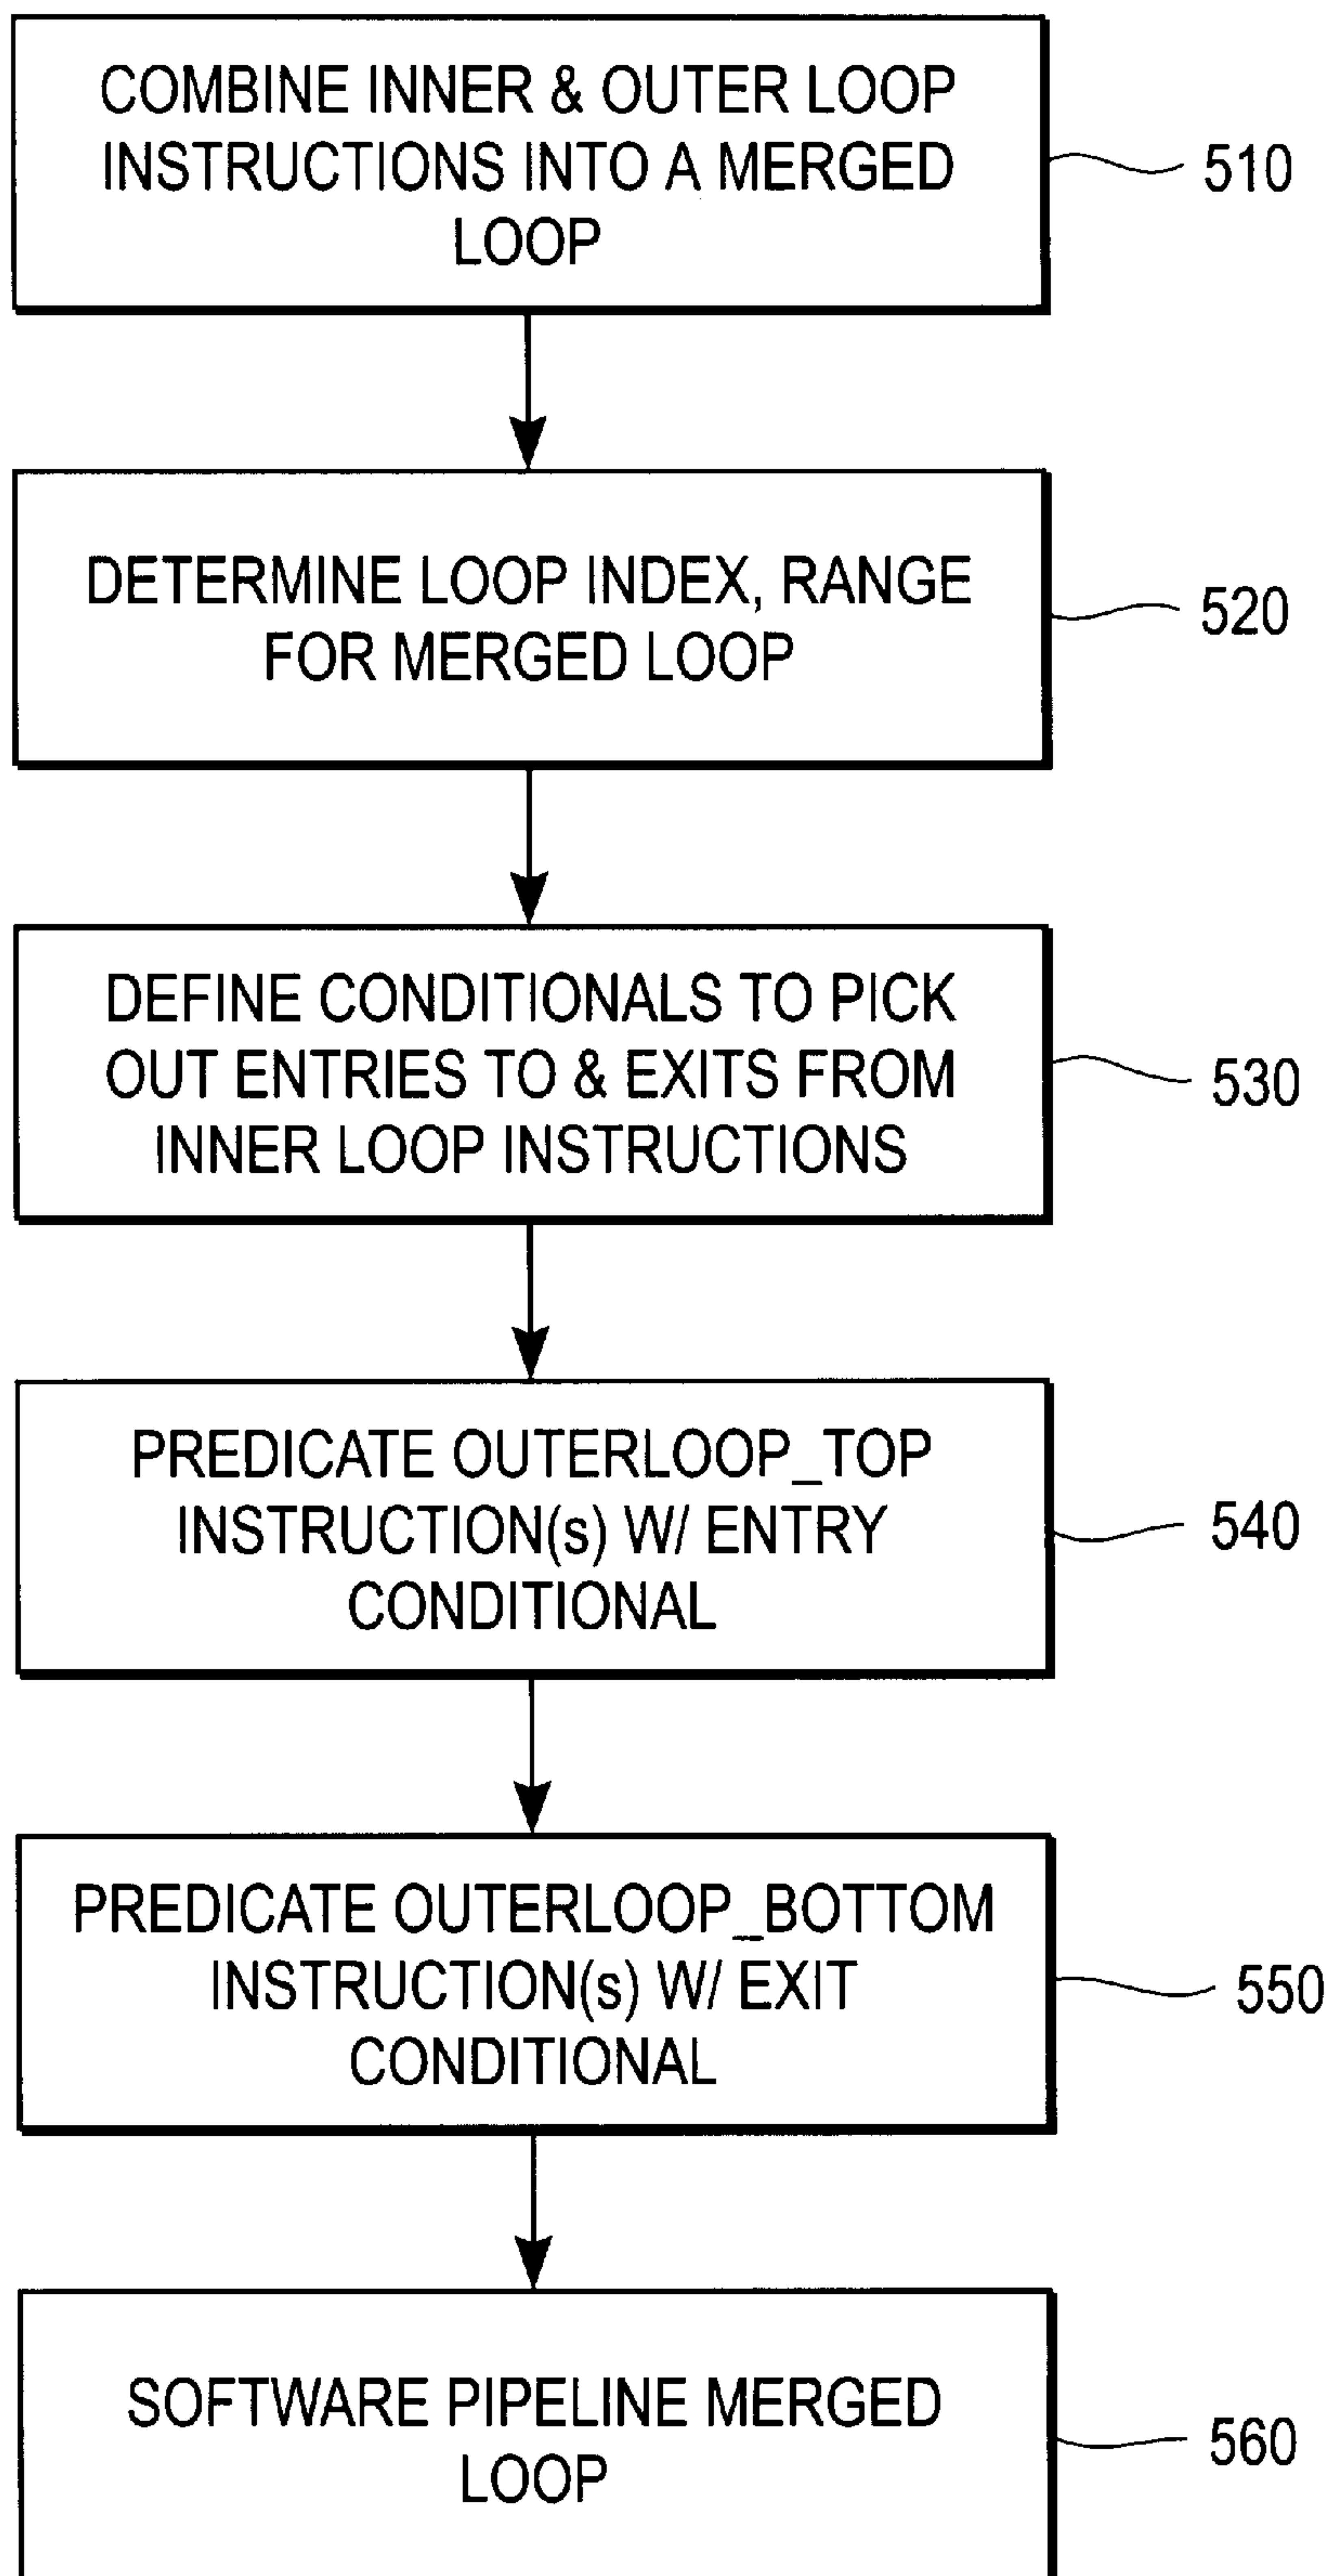 COMBINE INNER & OUTER LOOP
INSTRUCTIONS INTO A MERGED
LOOP
510
DETERMINE LOOP INDEX, RANGE
FOR MERGED LOOP
520
DEFINE CONDITIONALS TO PICK
OUT ENTRIES TO & EXITS FROM
INNER LOOP INSTRUCTIONS
530
PREDICATE OUTERLOOP_TOP
INSTRUCTION(s) W/ ENTRY
CONDITIONAL
540
PREDICATE OUTERLOOP_BOTTOM
INSTRUCTION(s) W/ EXIT
CONDITIONAL
550
SOFTWARE PIPELINE MERGED
LOOP
560